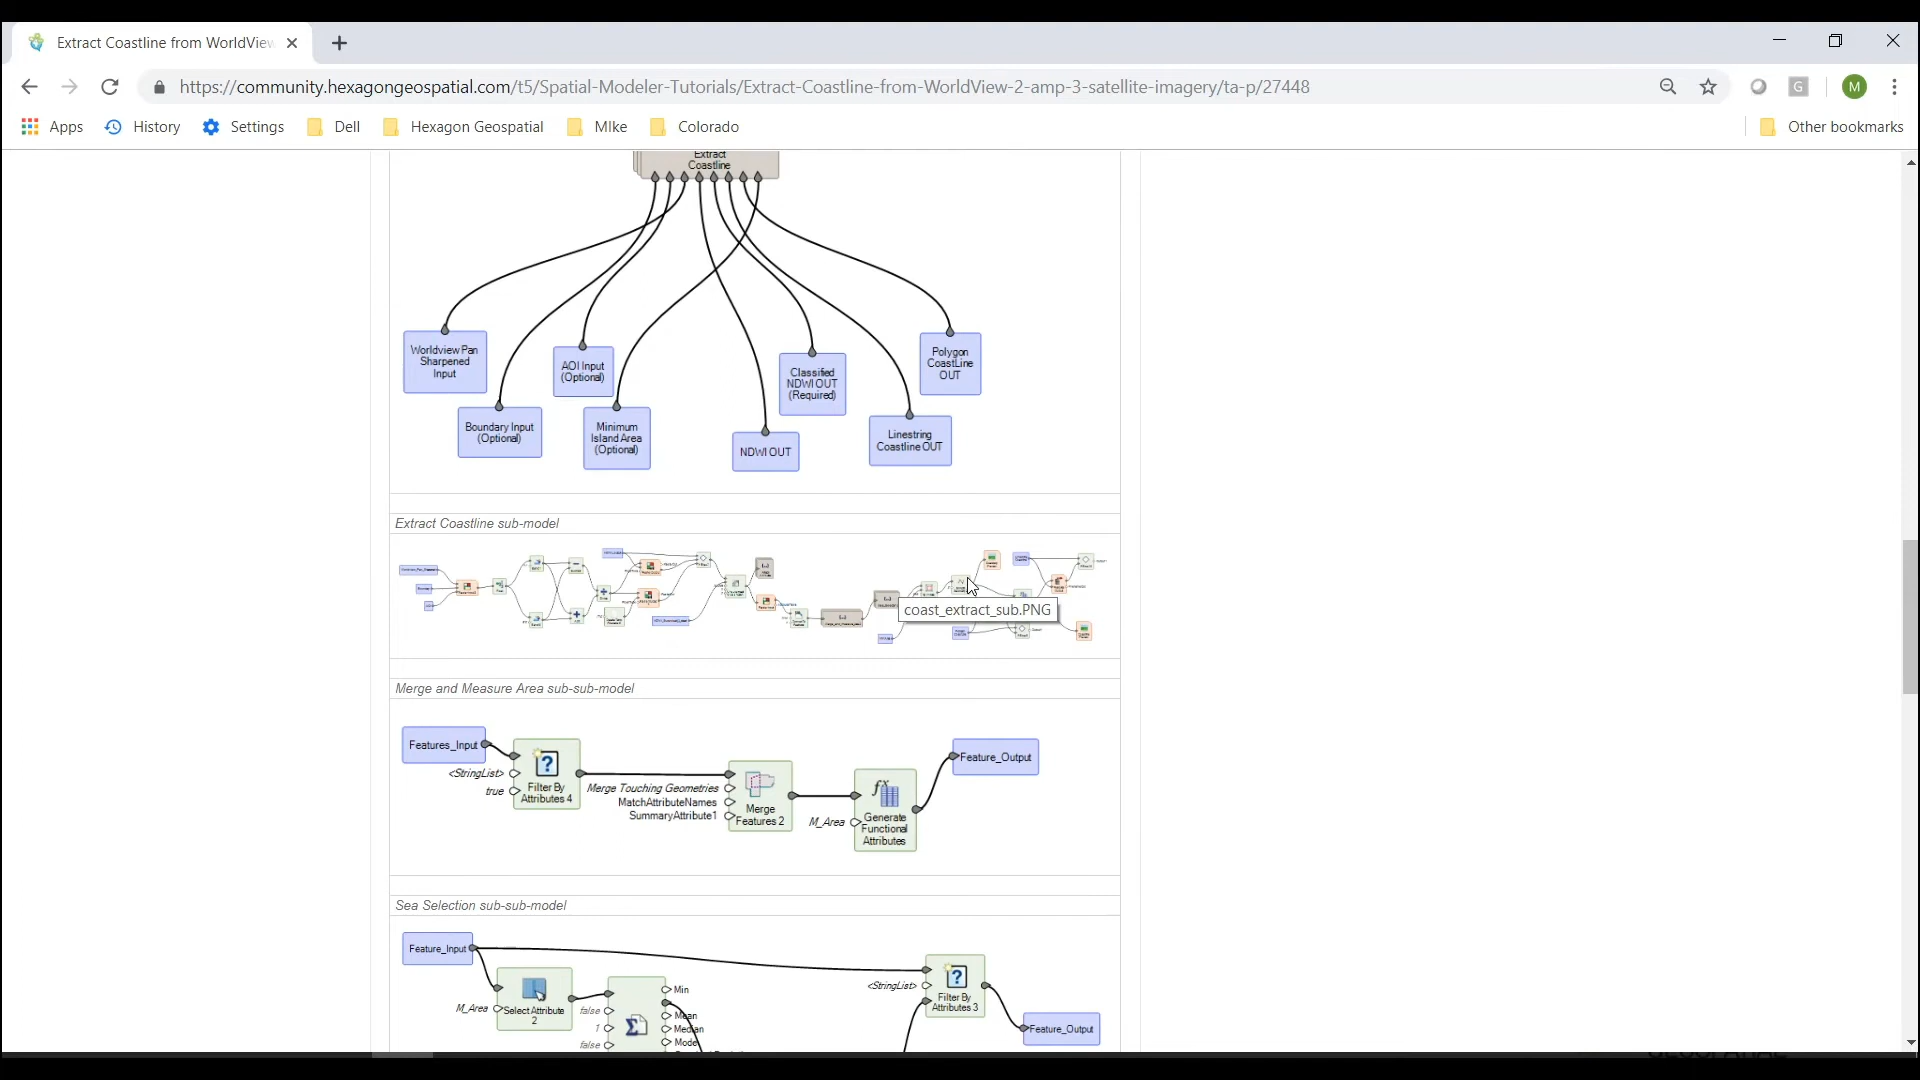 Extract Coastline from WorldView
https://community.hexagongeospatial.com/t5/Spatial-Modeler-Tutorials/Extract-Coastline-from-WorldView-2-amp-3-satellite-imagery/ta-p/27448
G
M
Apps
History
Settings
Dell
Hexagon Geospatial
MIke
Colorado
Other bookmarks
Extract
Coastline
Worldview Pan
Sharpened
Input
AOI Input
(Optional)
Classified
NDWI OUT
(Required)
Polygon
CoastLine
OUT
Boundary Input
(Optional)
Minimum
Island Area
(Optional)
NDWI OUT
Linestring
Coastline OUT
Extract Coastline sub-model
coast_extract_sub.PNG
Merge and Measure Area sub-sub-model
Features_Input
<StringList>
true
Filter By
Attributes 4
Merge Touching Geometries
MatchAttributeNames
SummaryAttribute1
Merge
Features 2
M_Area
Generate
Functional
Attributes
Feature_Output
Sea Selection sub-sub-model
Feature_Input
M_Area
Select Attribute
2
false
1
false
Min
Mean
Median
Mode
<StringList>
Filter By
Attributes 3
Feature_Output